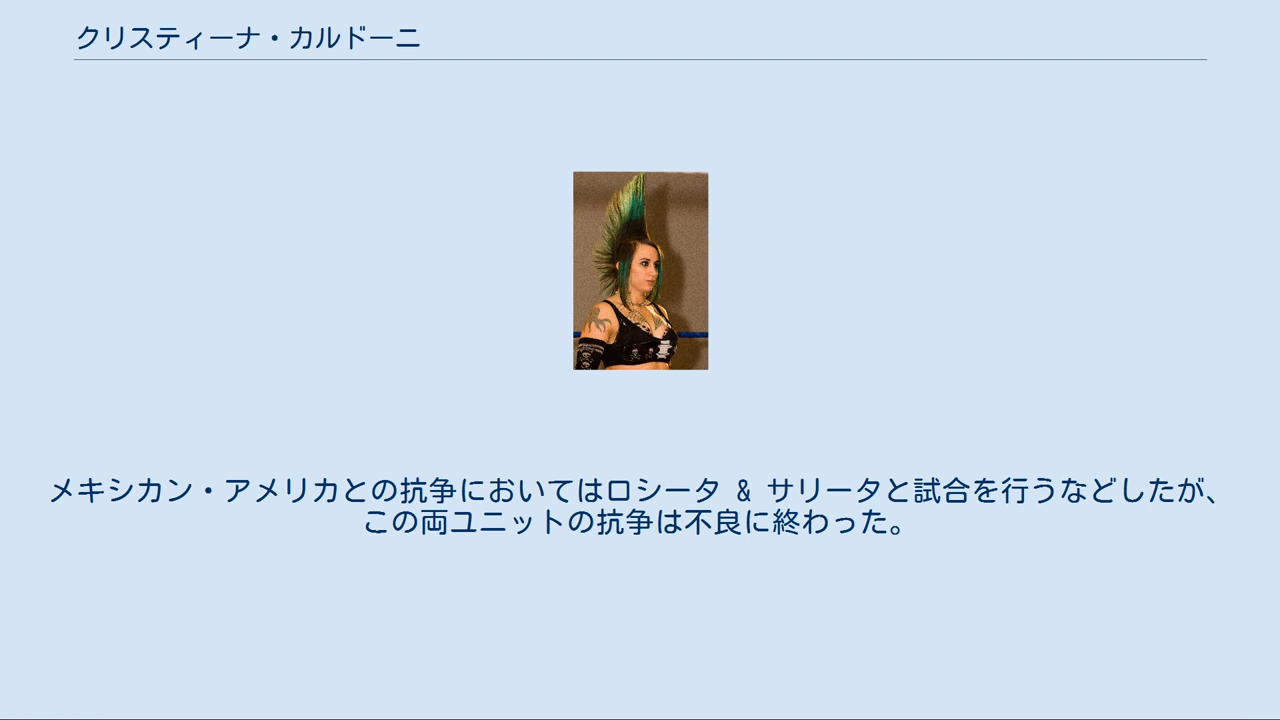 クリスティーナ・カルドーニ
メキシカン・アメリカとの抗争においてはロシータ & サリータと試合を行うなどしたが、
この両ユニットの抗争は不良に終わった。